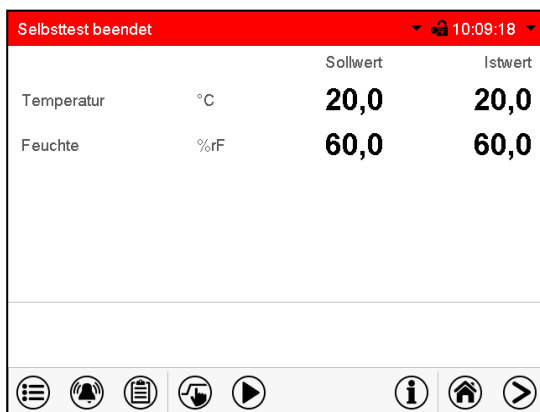 Selbsttest beendet 10:09:18
Sollwert Istwert
Temperatur °C 20,0 20,0
Feuchte %rF 60,0 60,0